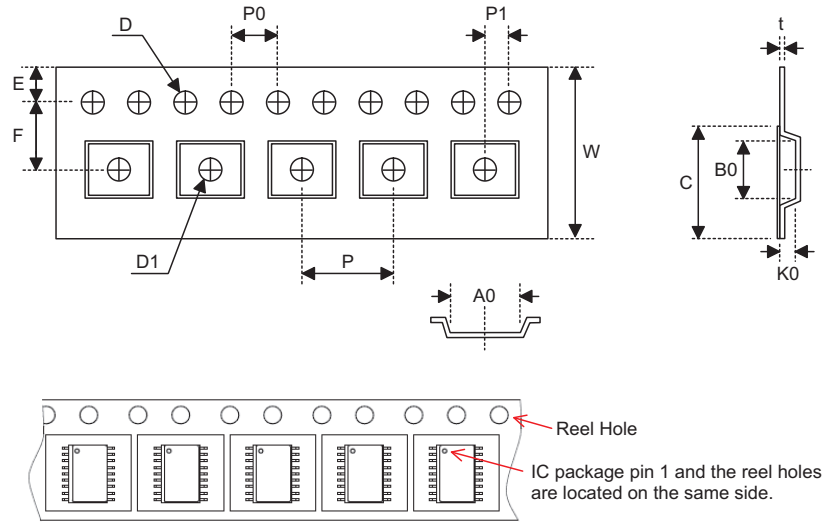 D
P0
P1
t
E
F
W
C
B0
D1
P
K0
A0
Reel Hole
IC package pin 1 and the reel holes
are located on the same side.